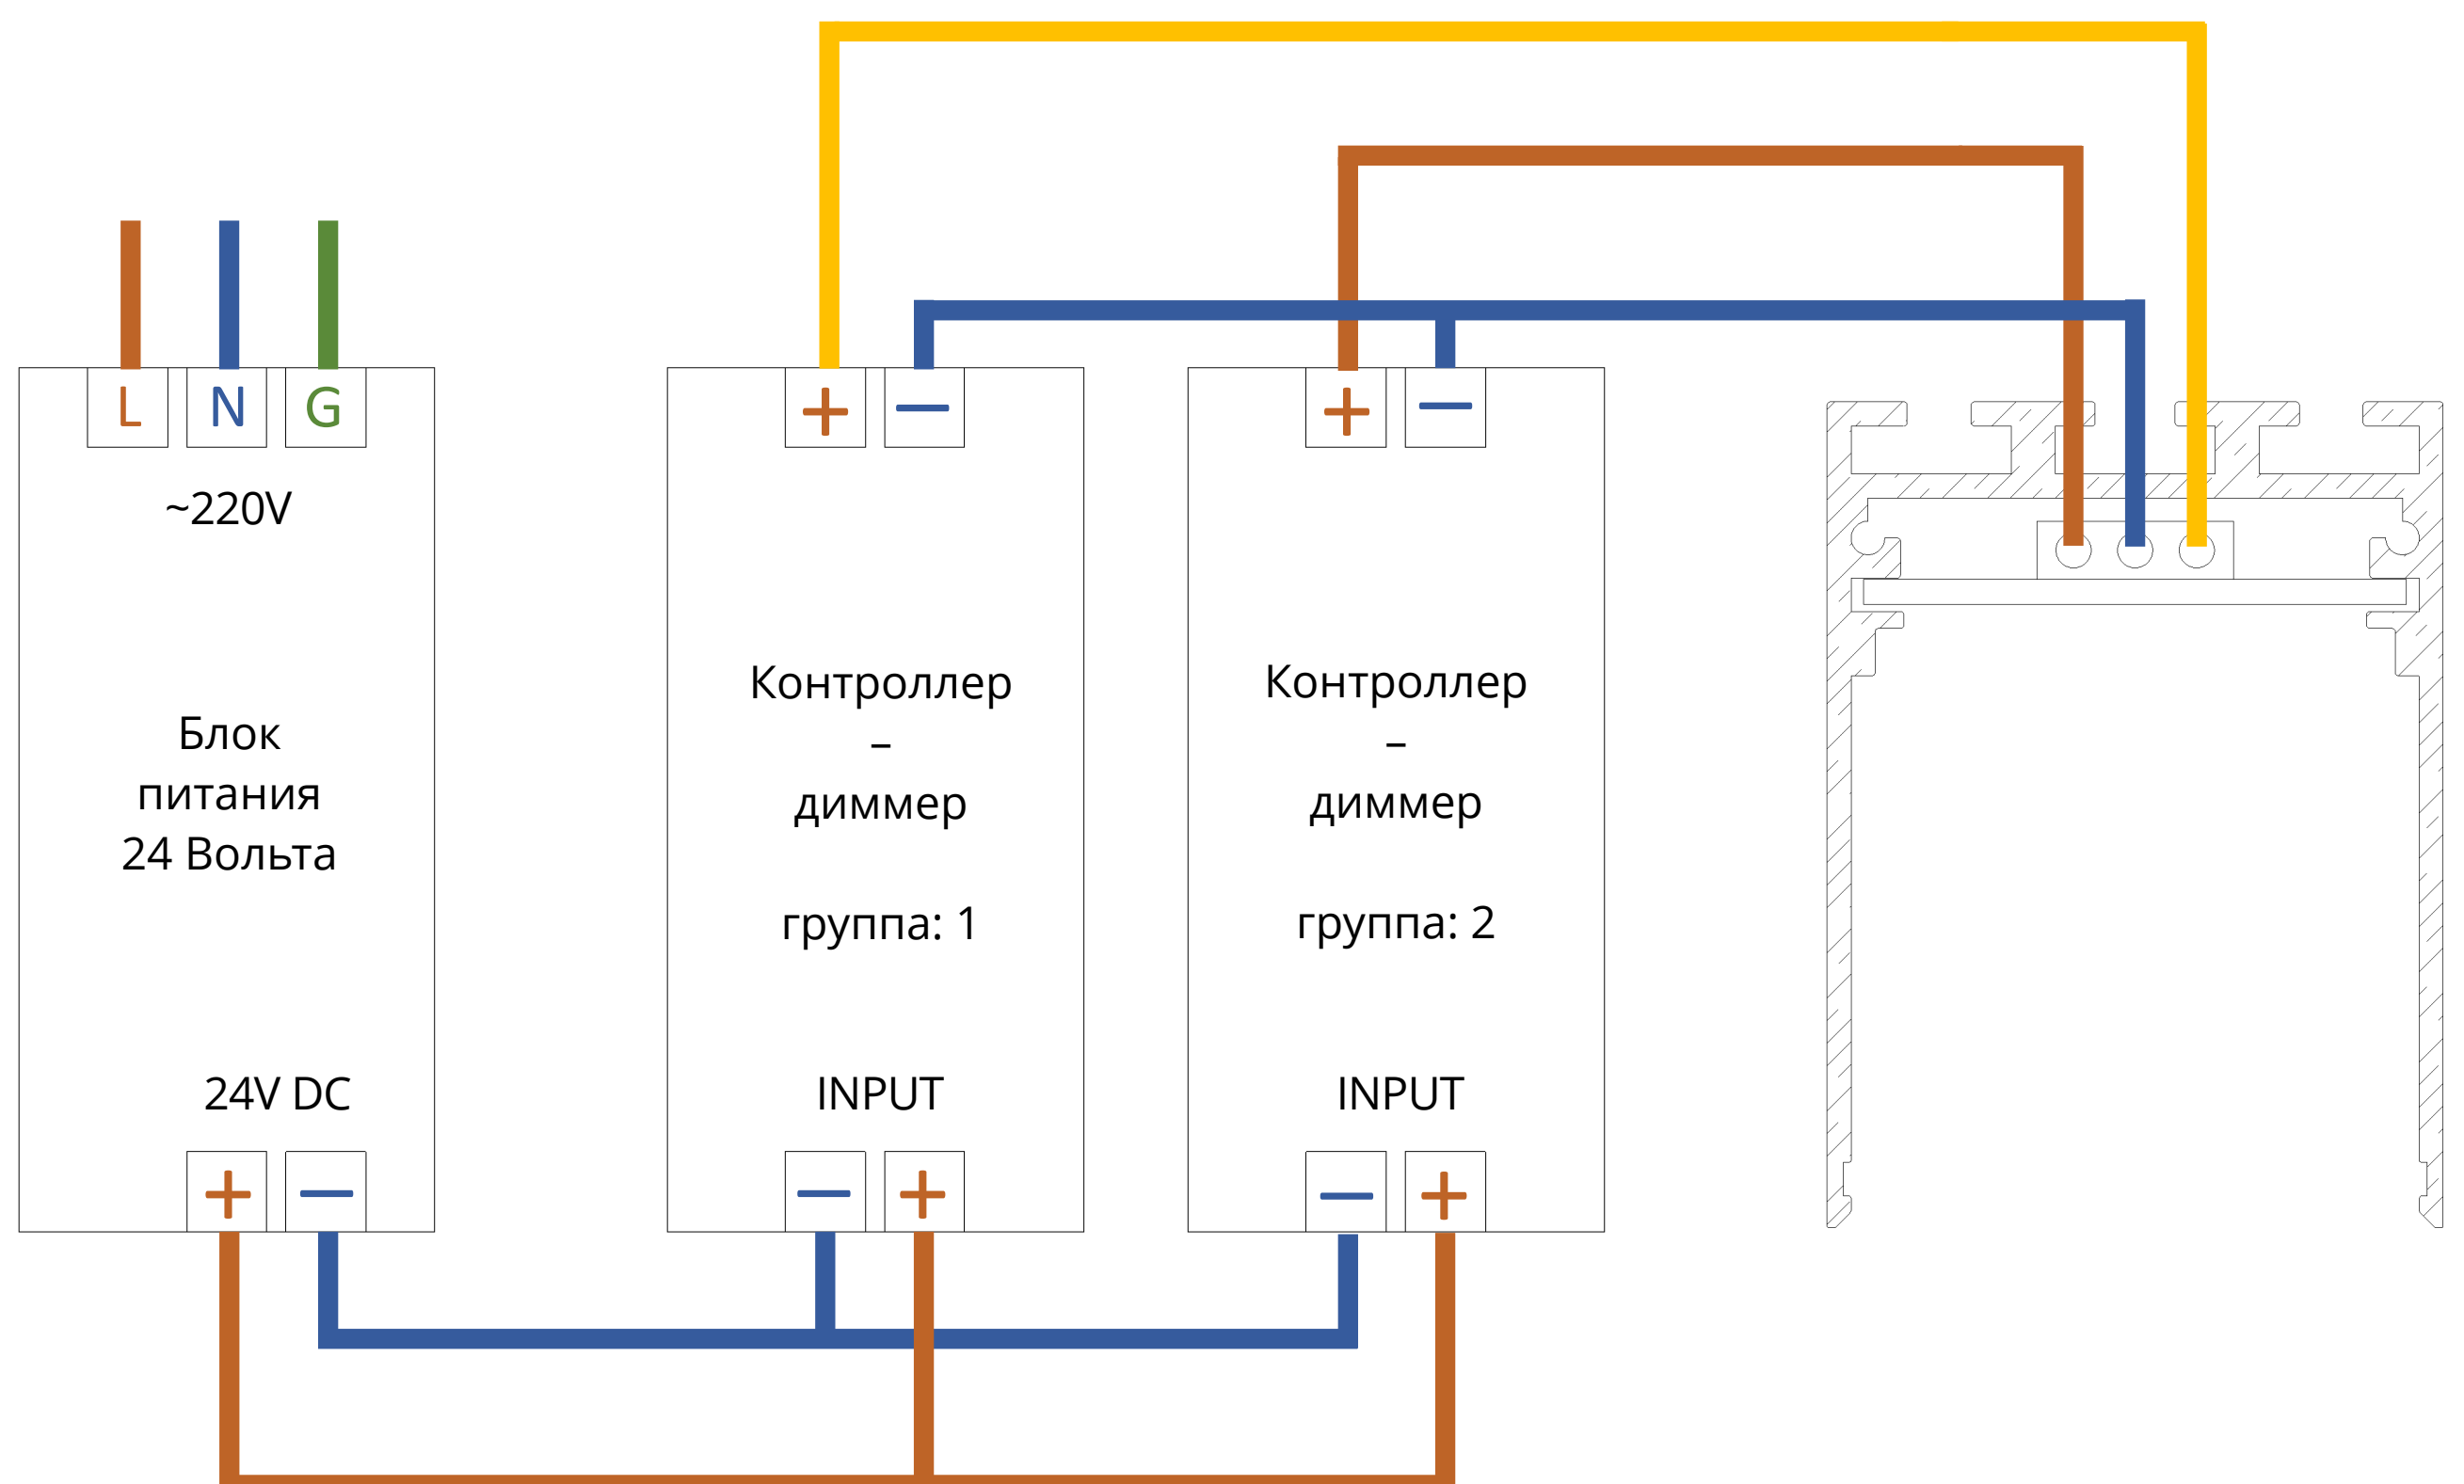 L N G
~220V
Блок
питания
24 Вольта
24V DC
+ —
+ —
Контроллер
–
диммер
группа: 1
INPUT
— +
+ —
Контроллер
–
диммер
группа: 2
INPUT
— +